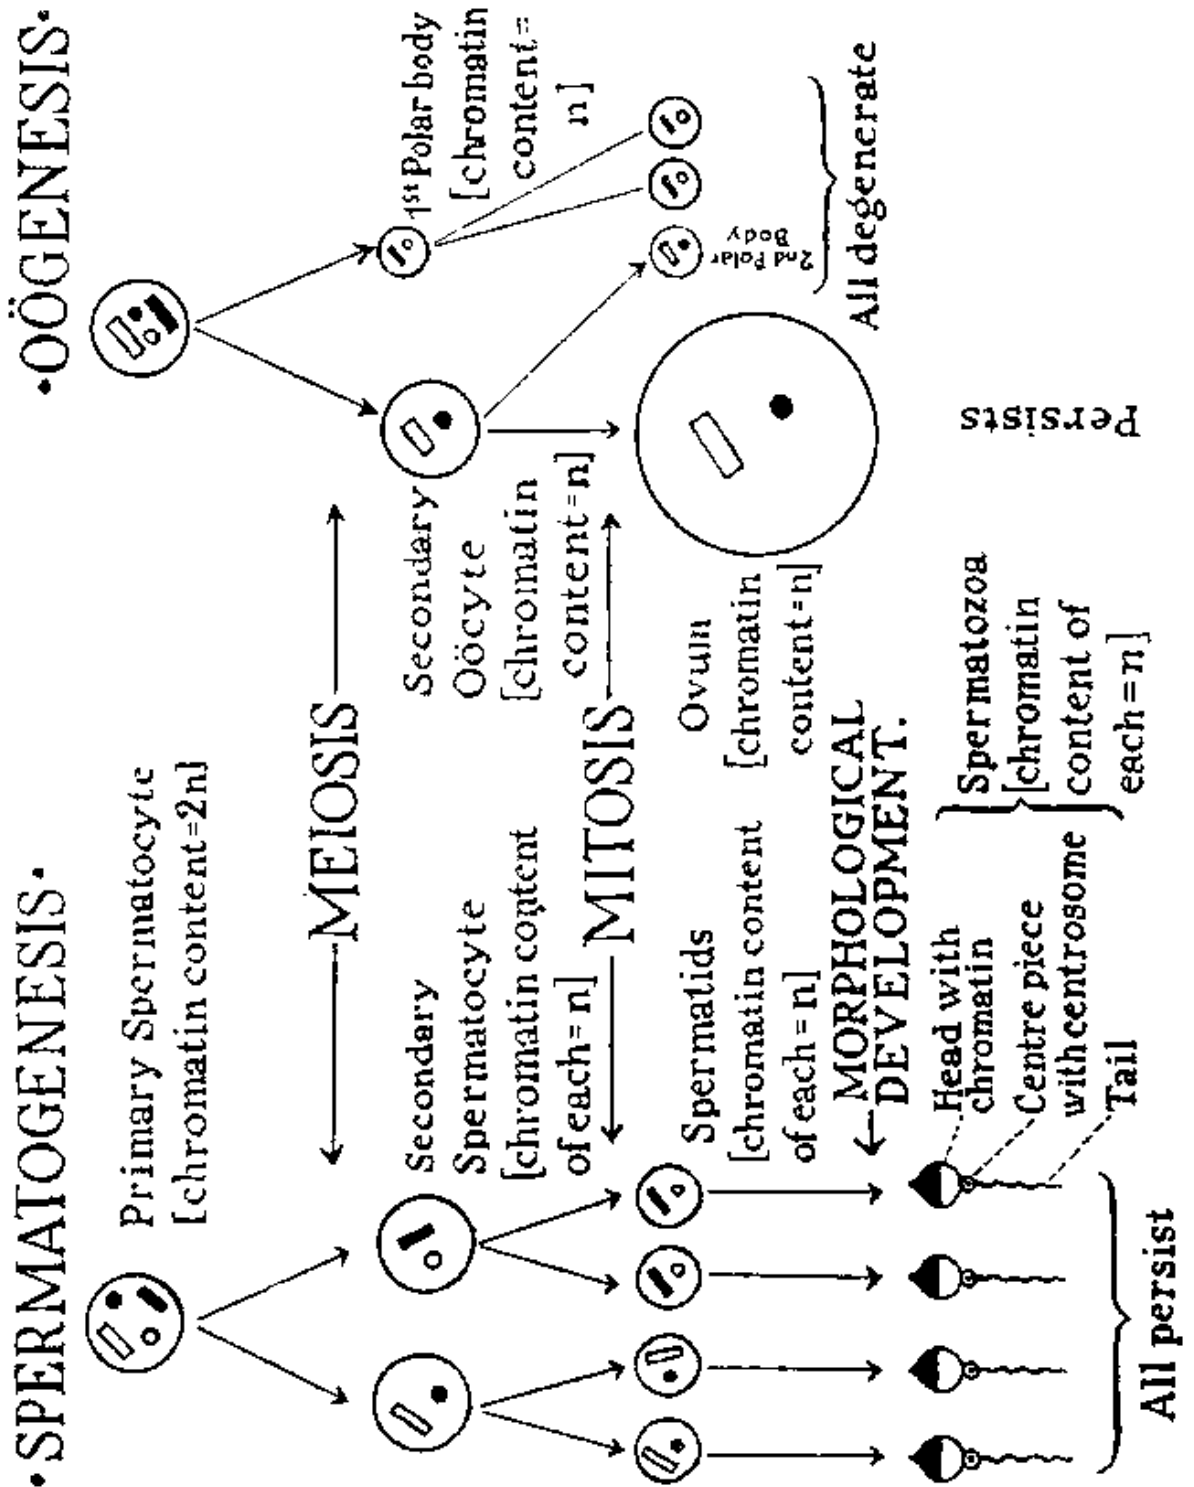 ·SPERMATOGENESIS·
·OÖGENESIS·
Primary Spermatocyte
[chromatin content=2n]
MEIOSIS
Secondary
Spermatocyte
[chromatin content
of each=n]
Secondary
Oöcyte
[chromatin
content=n]
1st Polar body
[chromatin
content=
n]
MITOSIS
Spermatids
[chromatin content
of each=n]
Ovum
[chromatin
content=n]
2nd Polar
Body
All degenerate
Persists
MORPHOLOGICAL
DEVELOPMENT.
Head with
chromatin
Centre piece
with centrosome
Tail
Spermatozoa
[chromatin
content of
each=n]
All persist